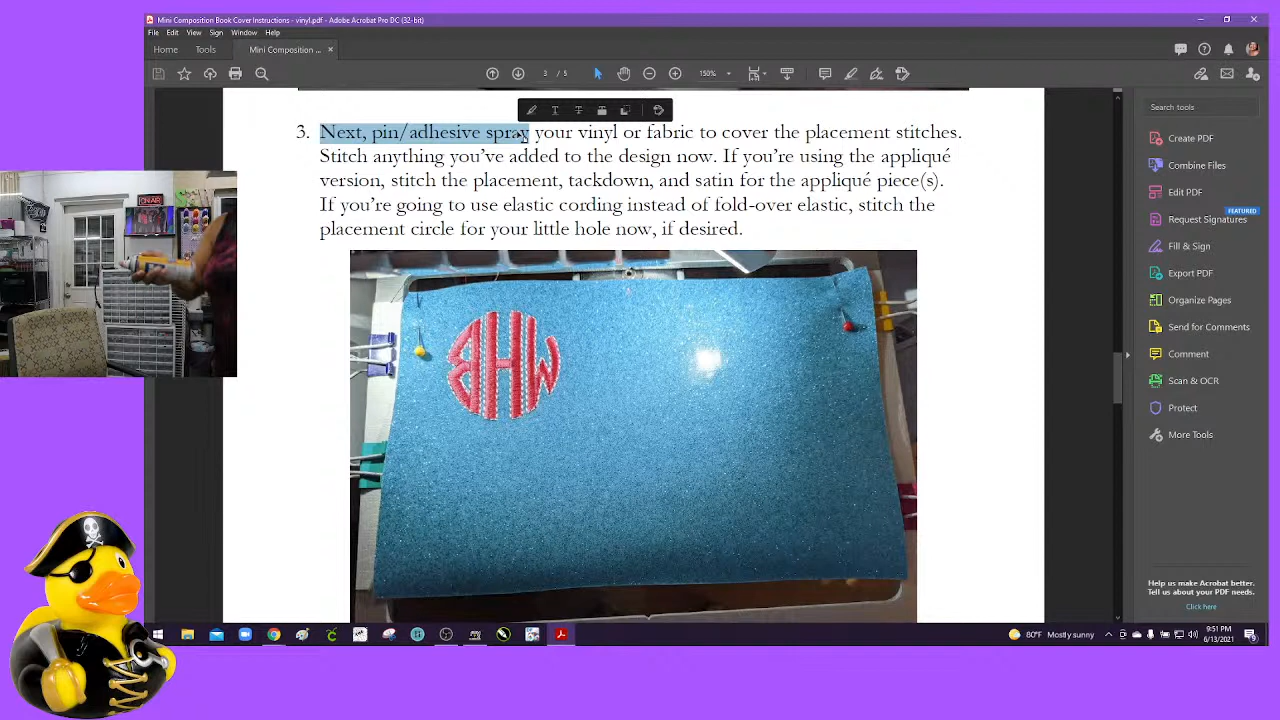 Mini Composition Book Cover Instructions - vinyl.pdf - Adobe Acrobat Pro DC (32-bit)
File Edit View Sign Window Help
Home Tools Mini Composition ... ×
3 / 5 150%
3. Next, pin/adhesive spray your vinyl or fabric to cover the placement stitches.
Stitch anything you've added to the design now. If you're using the appliqué
version, stitch the placement, tackdown, and satin for the appliqué piece(s).
If you're going to use elastic cording instead of fold-over elastic, stitch the
placement circle for your little hole now, if desired.
BHW
ON AIR
Search tools
Create PDF
Combine Files
Edit PDF
FEATURED
Request Signatures
Fill & Sign
Export PDF
Organize Pages
Send for Comments
Comment
Scan & OCR
Protect
More Tools
Help us make Acrobat better.
Tell us about your PDF needs.
Click here
80°F Mostly sunny
9:51 PM
6/13/2021